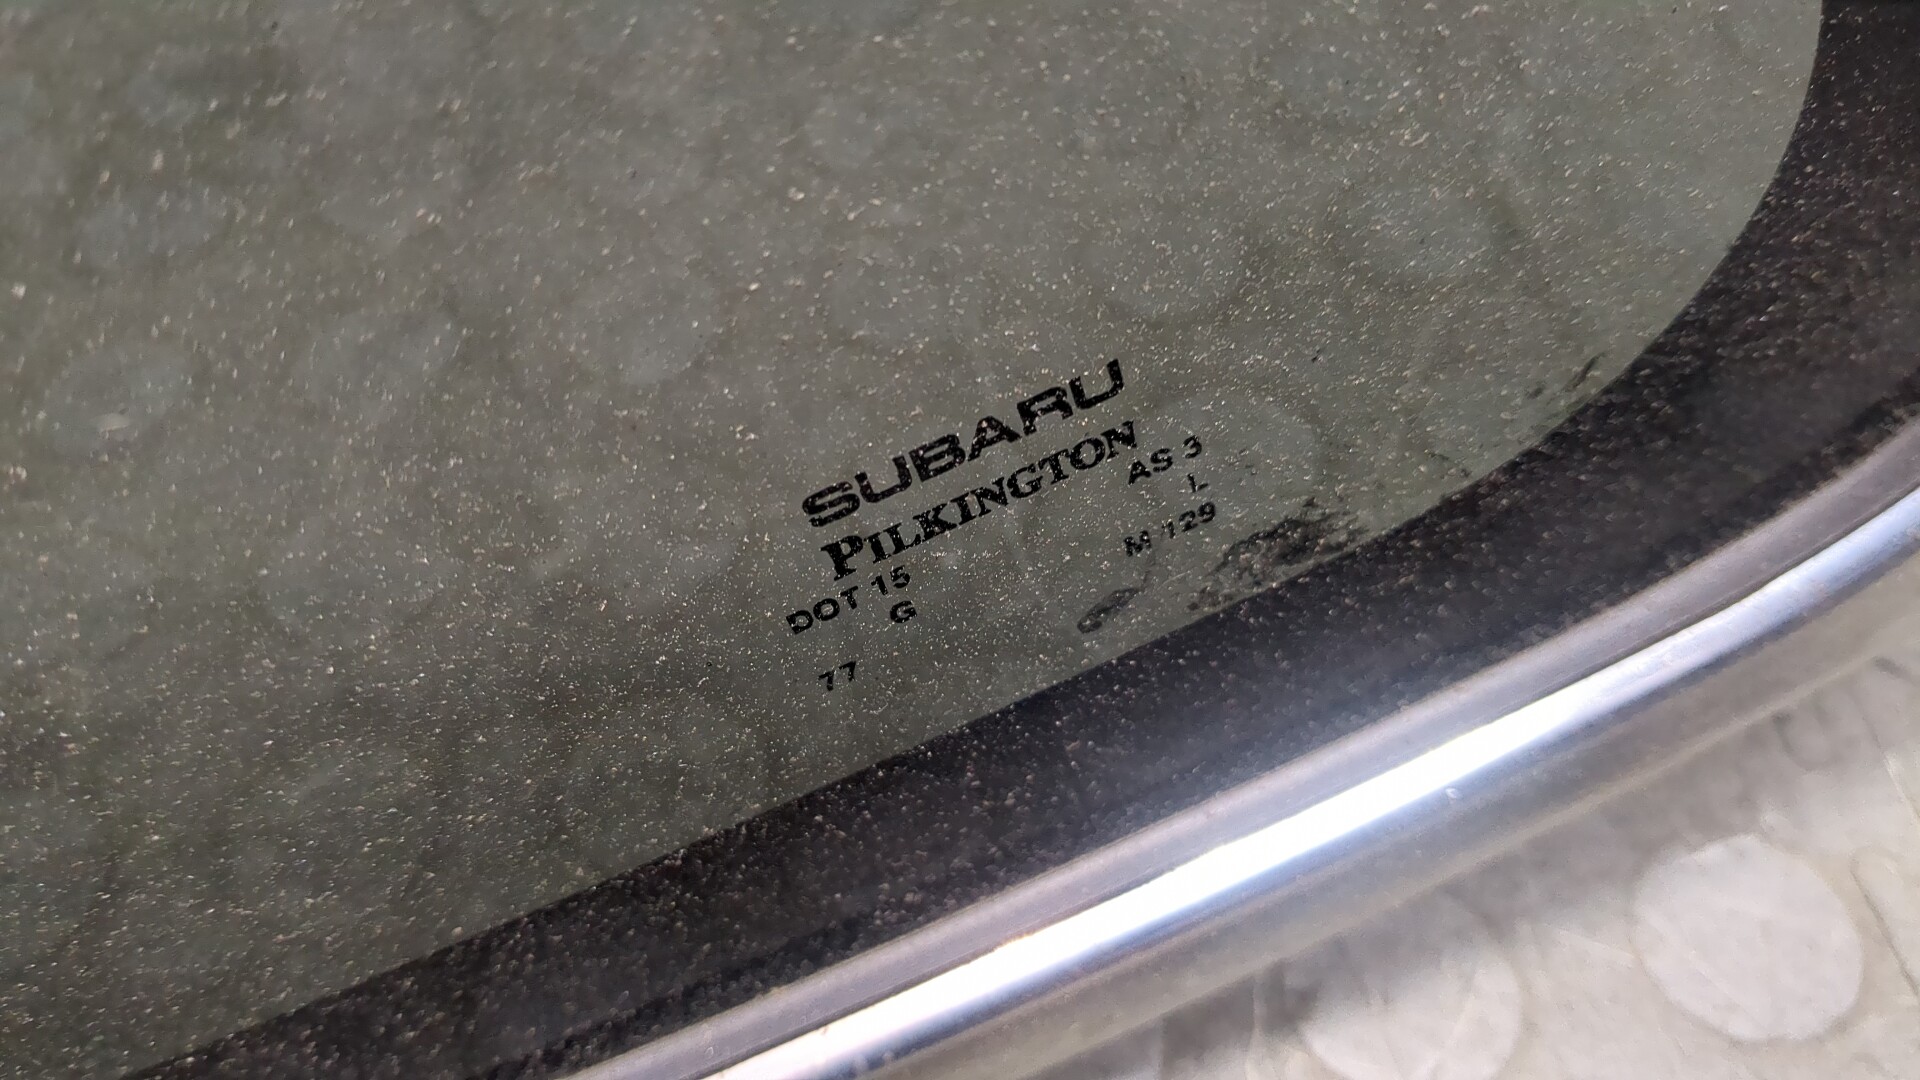 SUBARU
PILKINGTON
DOT 15 AS 3
G L
77 M 129